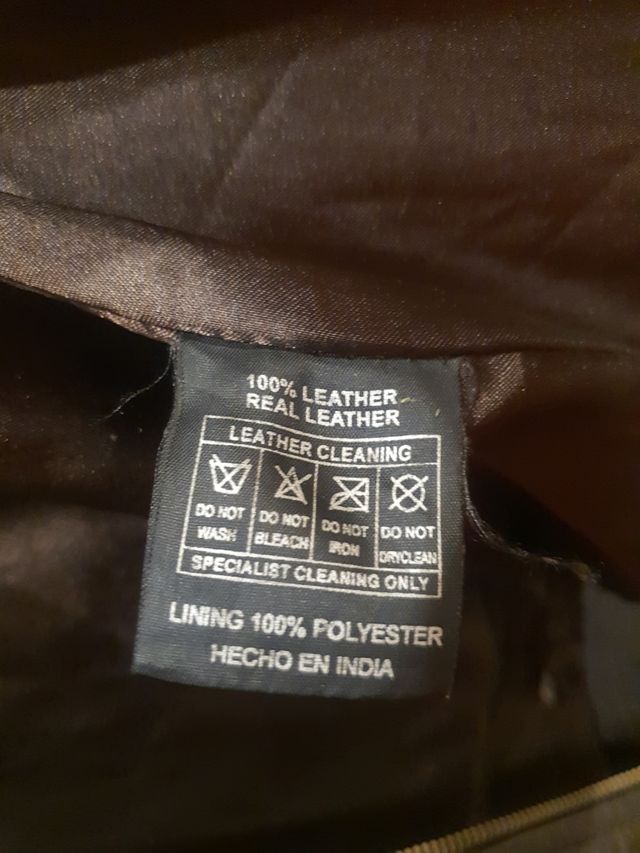 100% LEATHER
REAL LEATHER
LEATHER CLEANING
DO NOT WASH
DO NOT BLEACH
DO NOT IRON
DO NOT DRYCLEAN
SPECIALIST CLEANING ONLY
LINING 100% POLYESTER
HECHO EN INDIA